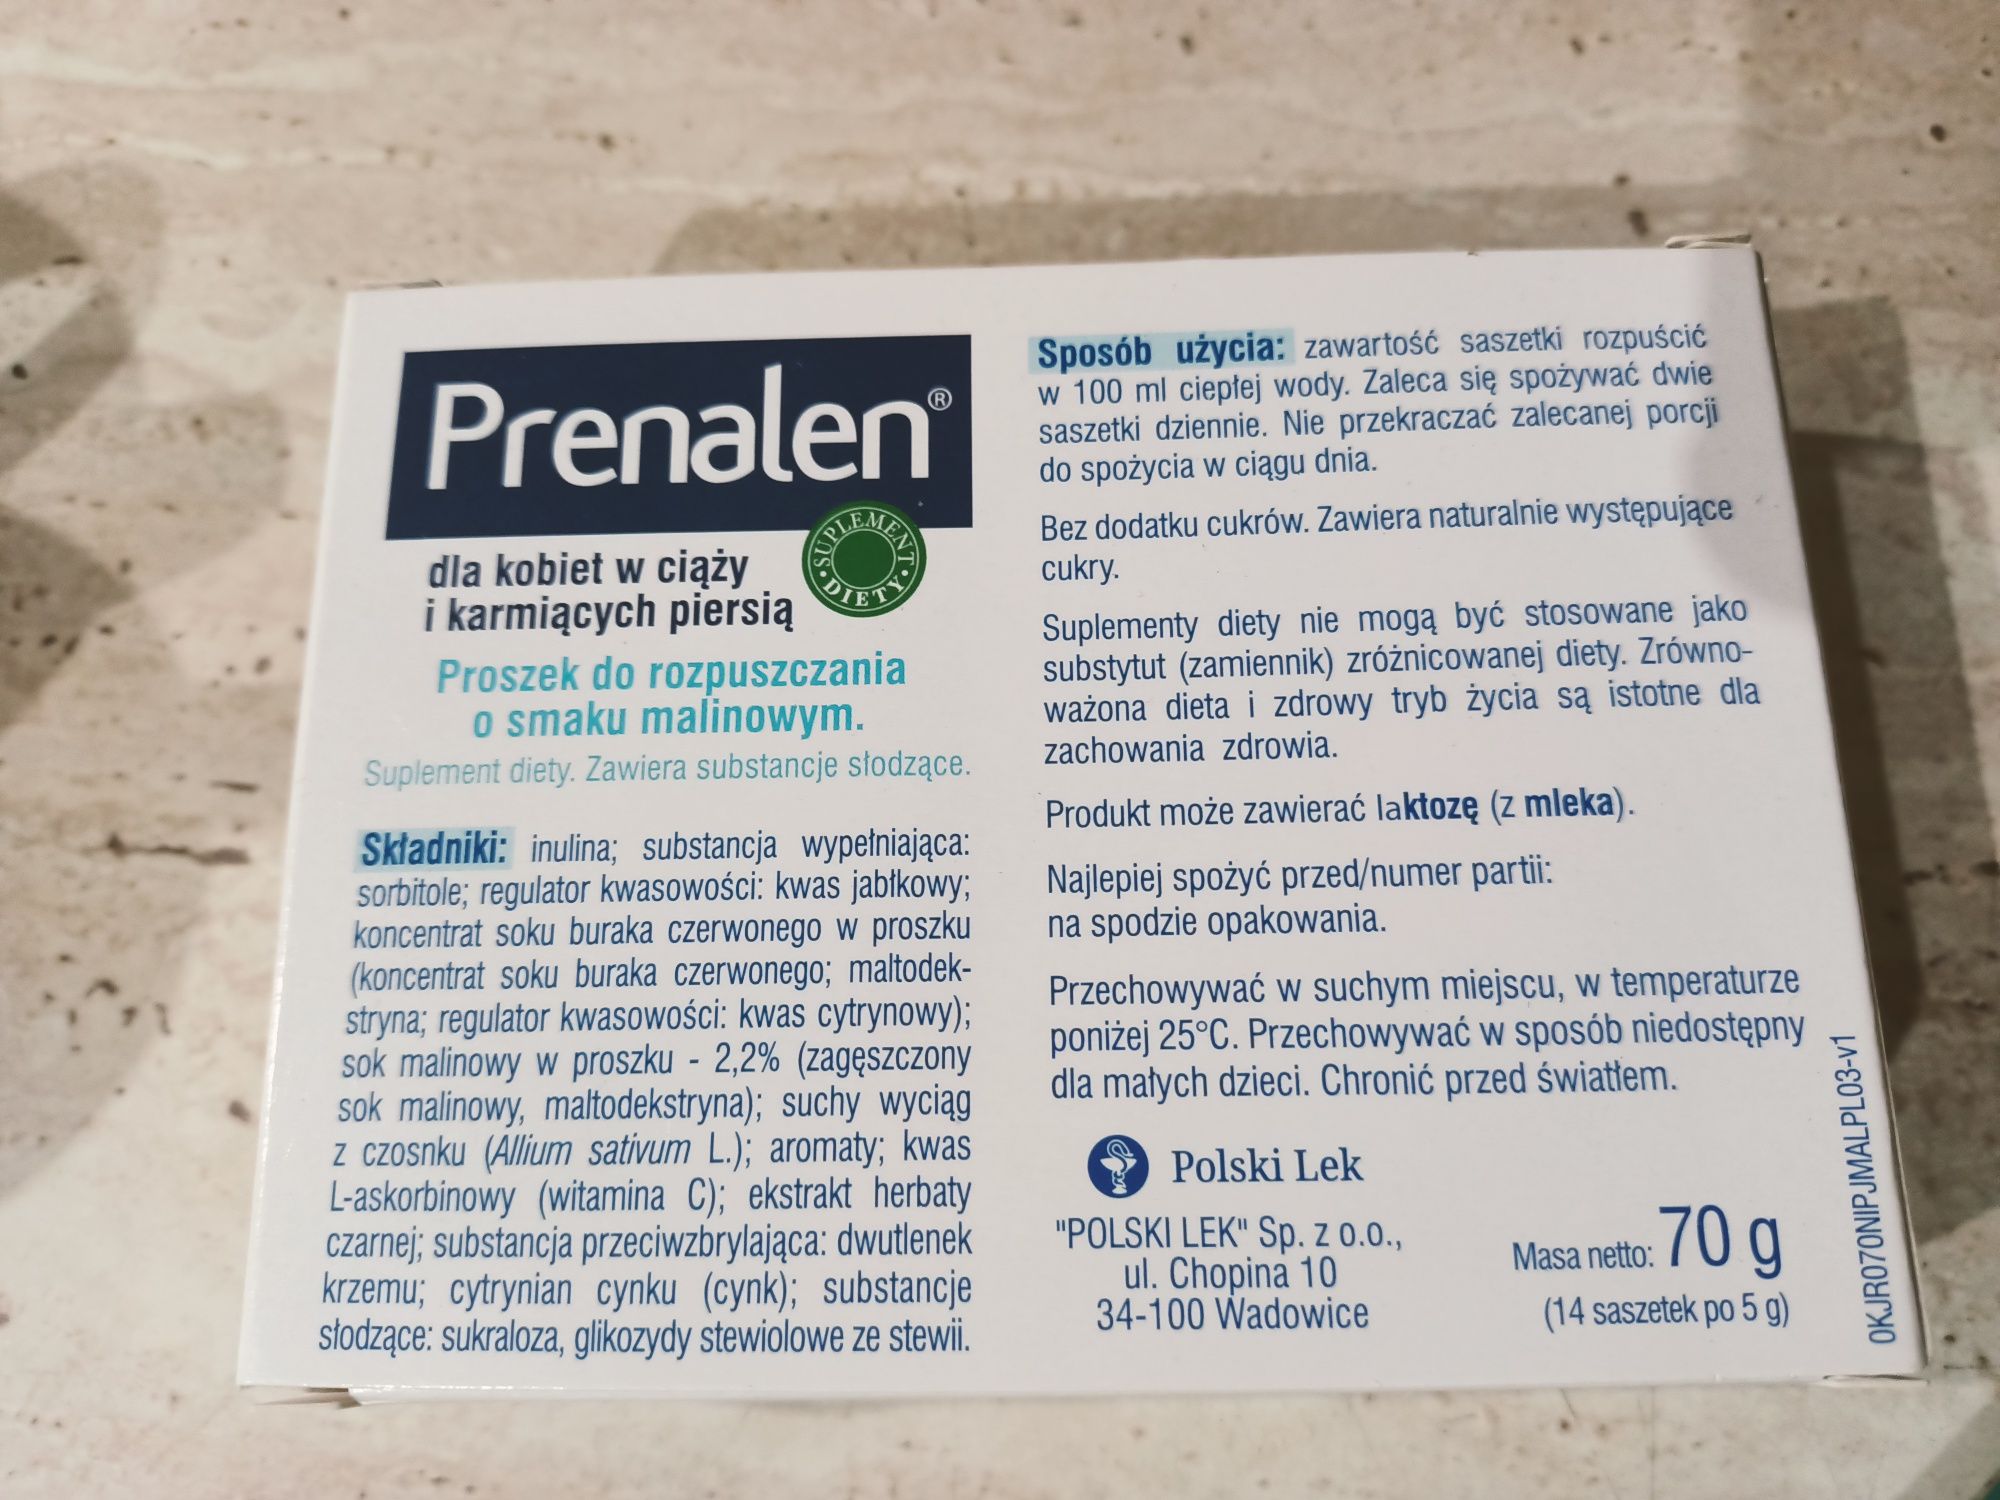 Prenalen®
SUPLEMENT DIETY
dla kobiet w ciąży
i karmiących piersią
Proszek do rozpuszczania
o smaku malinowym.
Suplement diety. Zawiera substancje słodzące.
Składniki: inulina; substancja wypełniająca:
sorbitole; regulator kwasowości: kwas jabłkowy;
koncentrat soku buraka czerwonego w proszku
(koncentrat soku buraka czerwonego; maltodek-
stryna; regulator kwasowości: kwas cytrynowy);
sok malinowy w proszku - 2,2% (zagęszczony
sok malinowy, maltodekstryna); suchy wyciąg
z czosnku (Allium sativum L.); aromaty; kwas
L-askorbinowy (witamina C); ekstrakt herbaty
czarnej; substancja przeciwzbrylająca: dwutlenek
krzemu; cytrynian cynku (cynk); substancje
słodzące: sukraloza, glikozydy stewiolowe ze stewii.
Sposób użycia: zawartość saszetki rozpuścić
w 100 ml ciepłej wody. Zaleca się spożywać dwie
saszetki dziennie. Nie przekraczać zalecanej porcji
do spożycia w ciągu dnia.
Bez dodatku cukrów. Zawiera naturalnie występujące
cukry.
Suplementy diety nie mogą być stosowane jako
substytut (zamiennik) zróżnicowanej diety. Zrówno-
ważona dieta i zdrowy tryb życia są istotne dla
zachowania zdrowia.
Produkt może zawierać laktozę (z mleka).
Najlepiej spożyć przed/numer partii:
na spodzie opakowania.
Przechowywać w suchym miejscu, w temperaturze
poniżej 25°C. Przechowywać w sposób niedostępny
dla małych dzieci. Chronić przed światłem.
Polski Lek
"POLSKI LEK" Sp. z o.o.,
ul. Chopina 10
34-100 Wadowice
Masa netto: 70 g
(14 saszetek po 5 g)
0KJR070NIPJMALPL03-v1